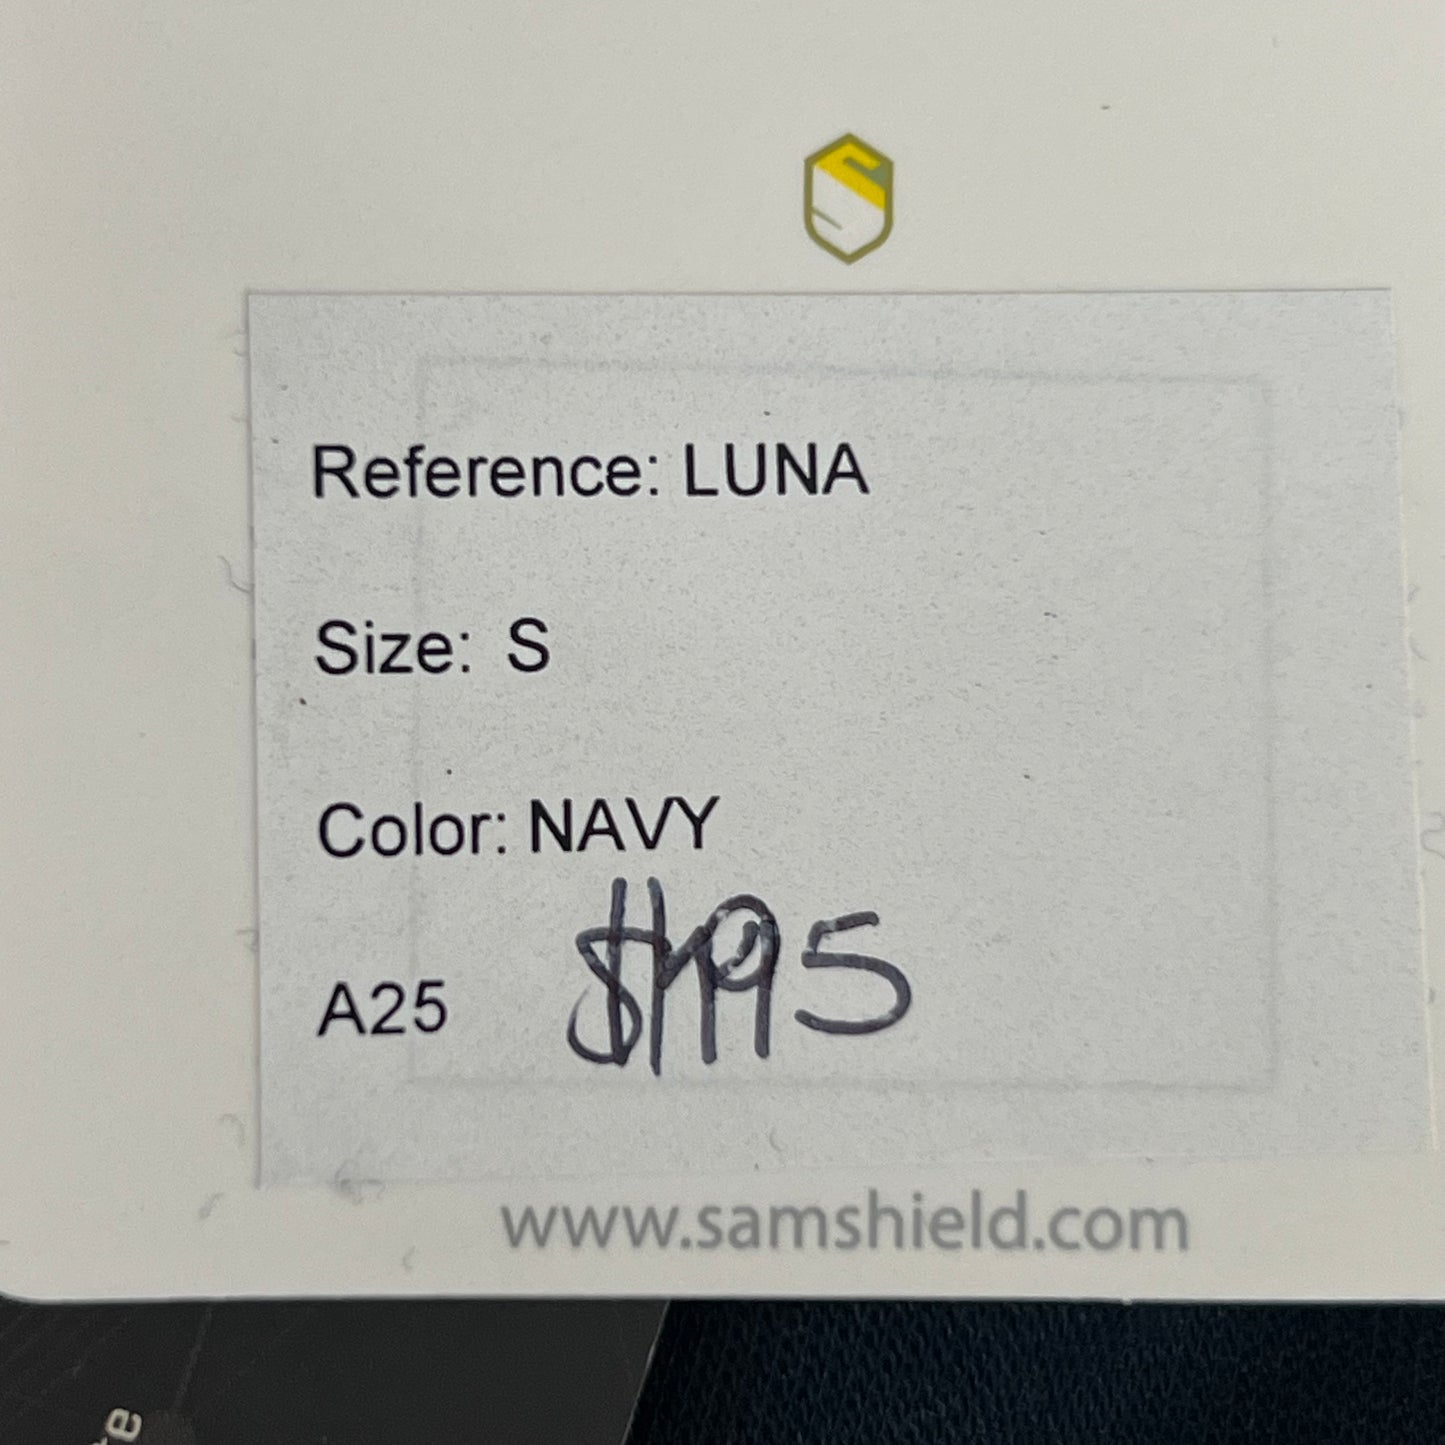 Reference: LUNA
Size: S
Color: NAVY
A25 $195
www.samshield.com